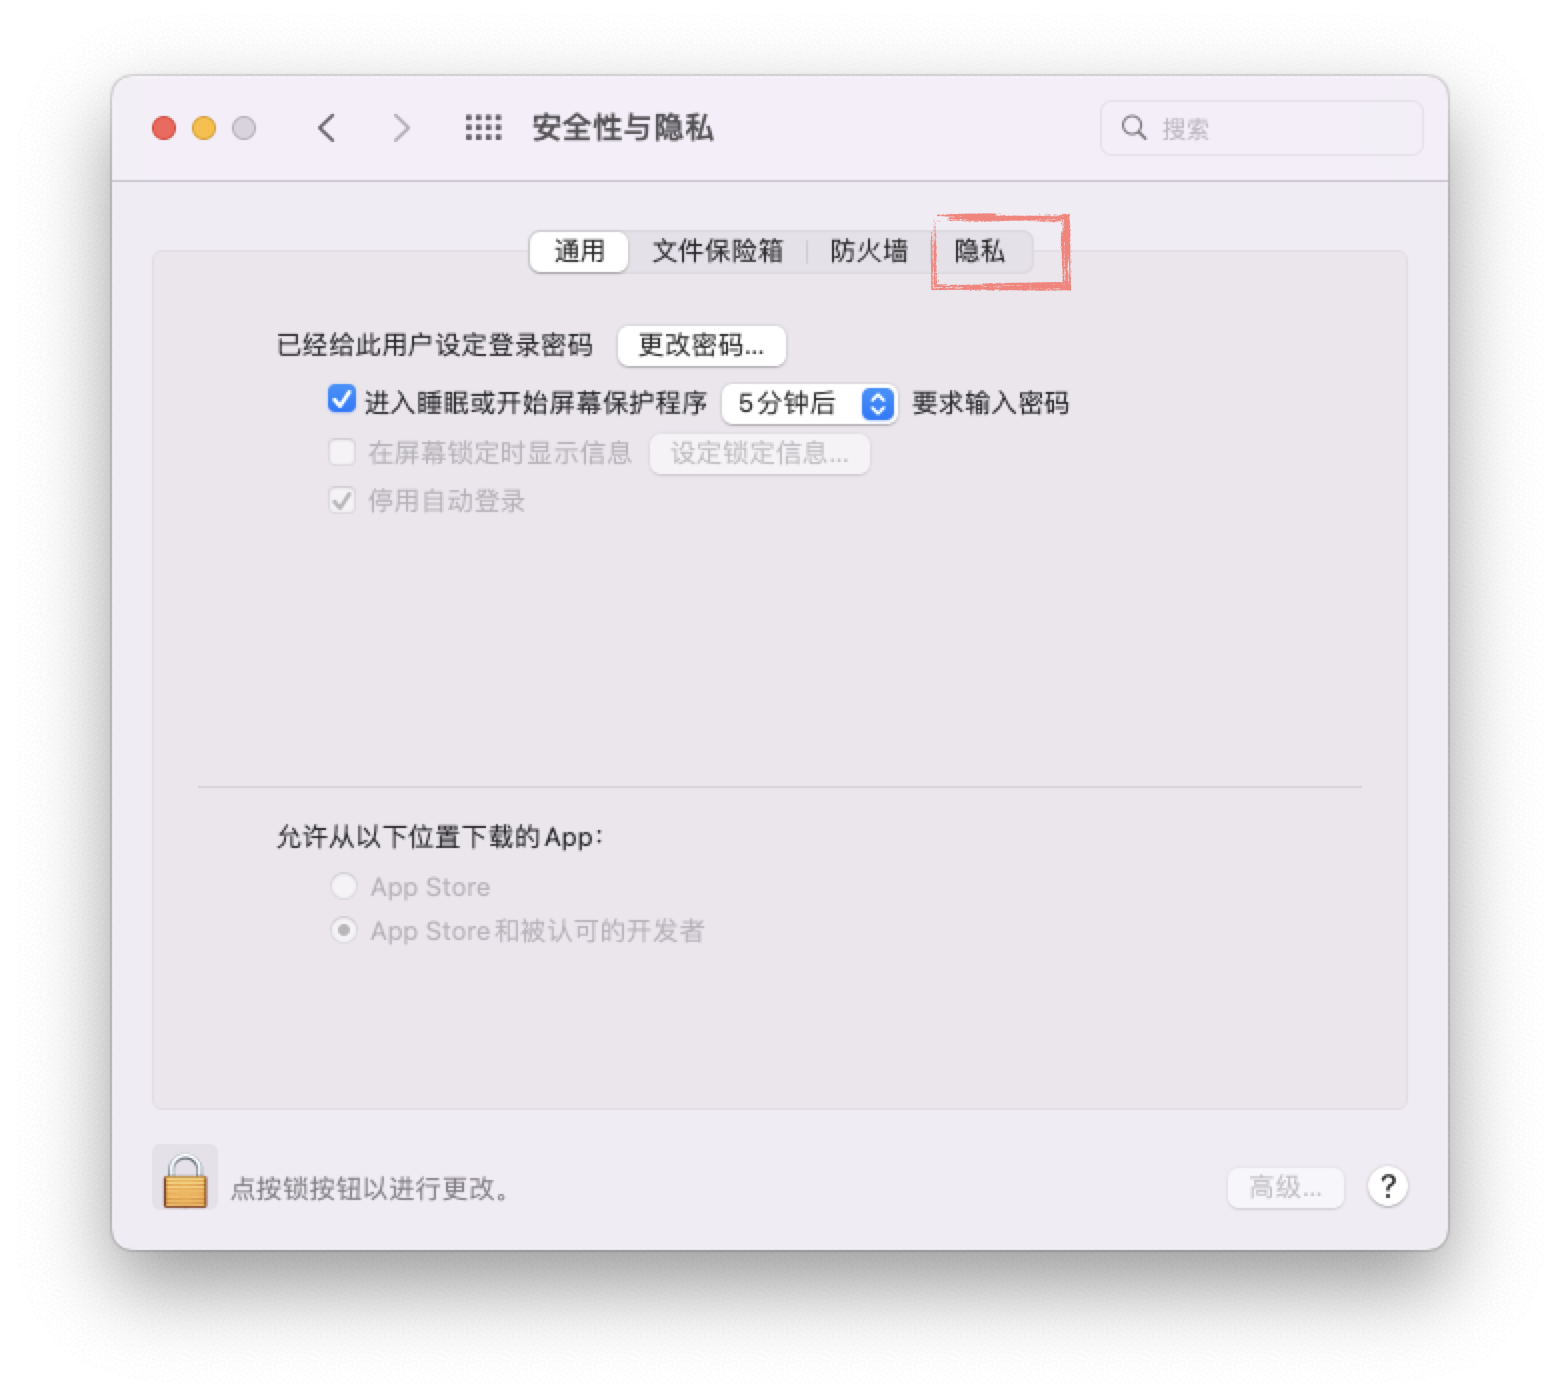 安全性与隐私
搜索
通用 文件保险箱 防火墙 隐私
已经给此用户设定登录密码 更改密码...
进入睡眠或开始屏幕保护程序 5分钟后 要求输入密码
在屏幕锁定时显示信息 设定锁定信息...
停用自动登录
允许从以下位置下载的App：
App Store
App Store和被认可的开发者
点按锁按钮以进行更改。
高级... ?